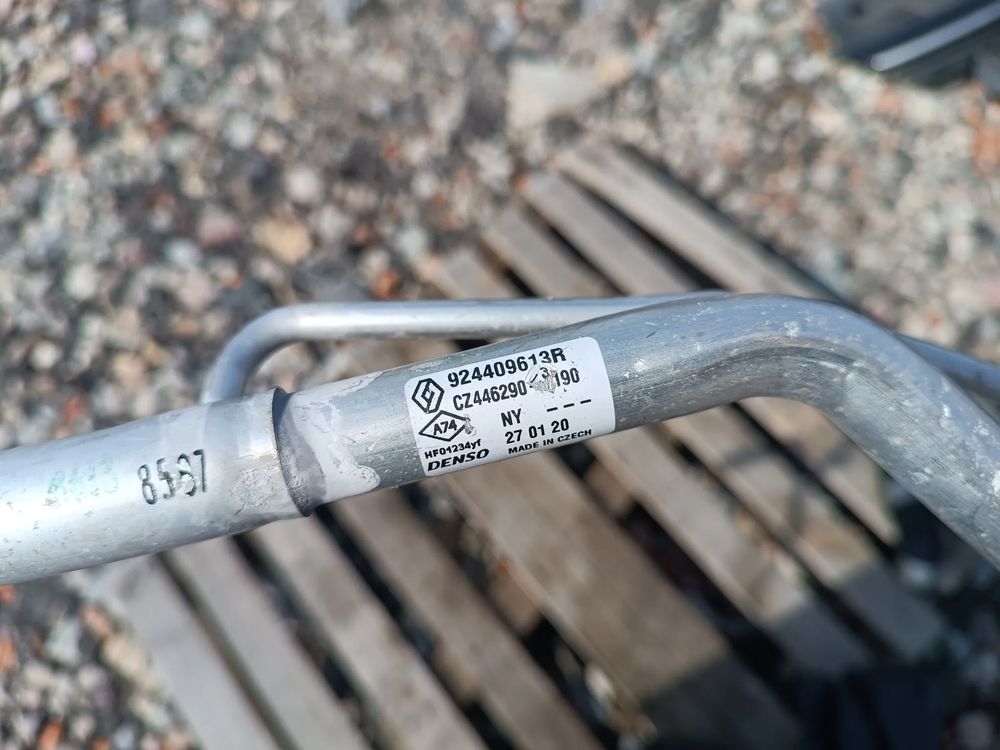 924409613R
CZ446290
A74
NY ---
HF01234yf
27 01 20
DENSO
MADE IN CZECH
8587